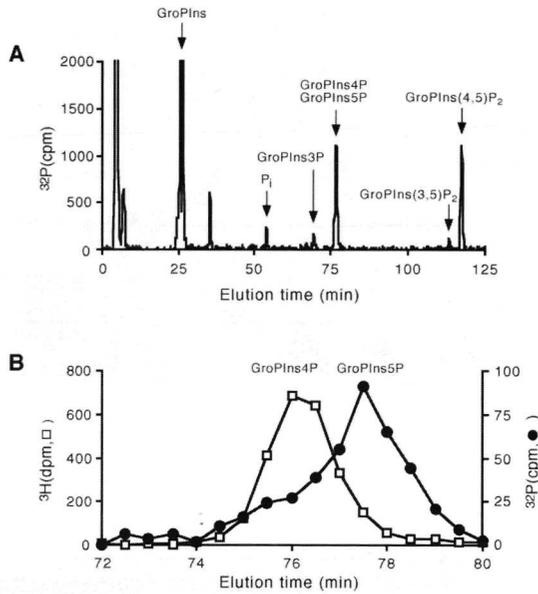 GroPIns
A
2000
1500
1000
500
0
32P(cpm)
GroPIns4P
GroPIns5P
GroPIns(4,5)P2
GroPIns3P
Pi
GroPIns(3,5)P2
0 25 50 75 100 125
Elution time (min)
B
GroPIns4P GroPIns5P
800
600
400
200
0
3H(dpm,□)
100
75
50
25
0
32P(cpm, ●)
72 74 76 78 80
Elution time (min)